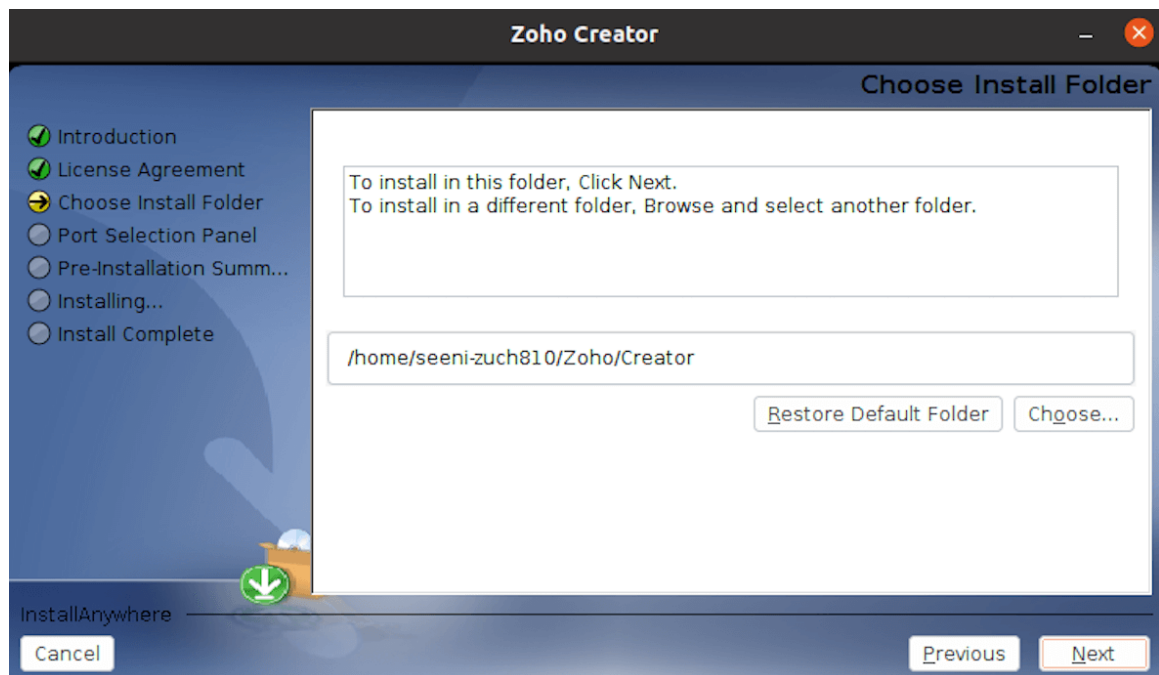 Zoho Creator
Choose Install Folder
Introduction
License Agreement
Choose Install Folder
Port Selection Panel
Pre-Installation Summ...
Installing...
Install Complete
To install in this folder, Click Next.
To install in a different folder, Browse and select another folder.
/home/seeni-zuch810/Zoho/Creator
Restore Default Folder
Choose...
InstallAnywhere
Cancel
Previous
Next